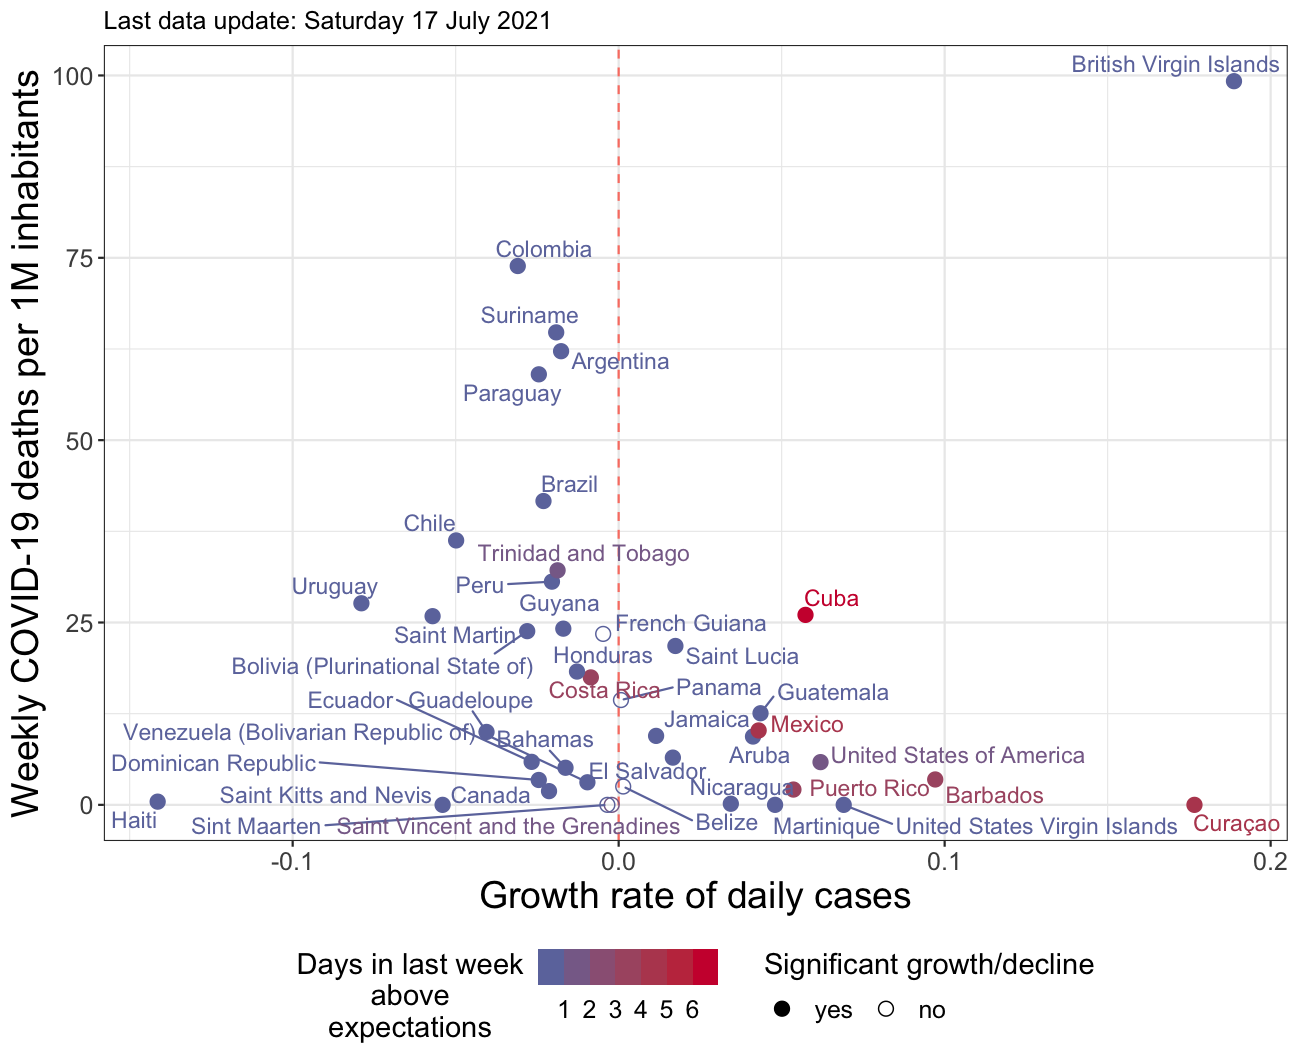 Last data update: Saturday 17 July 2021
Weekly COVID-19 deaths per 1M inhabitants
100
75
50
25
0
British Virgin Islands
Colombia
Suriname
Argentina
Paraguay
Brazil
Chile
Trinidad and Tobago
Uruguay
Peru
Guyana
Cuba
Saint Martin
French Guiana
Bolivia (Plurinational State of)
Honduras
Saint Lucia
Costa Rica
Panama
Guatemala
Ecuador
Guadeloupe
Jamaica
Mexico
Venezuela (Bolivarian Republic of)
Bahamas
Aruba
United States of America
Dominican Republic
El Salvador
Saint Kitts and Nevis
Canada
Nicaragua
Puerto Rico
Barbados
Haiti
Sint Maarten
Saint Vincent and the Grenadines
Belize
Martinique
United States Virgin Islands
Curaçao
-0.1
0.0
0.1
0.2
Growth rate of daily cases
Days in last week
above
expectations
1 2 3 4 5 6
Significant growth/decline
yes
no